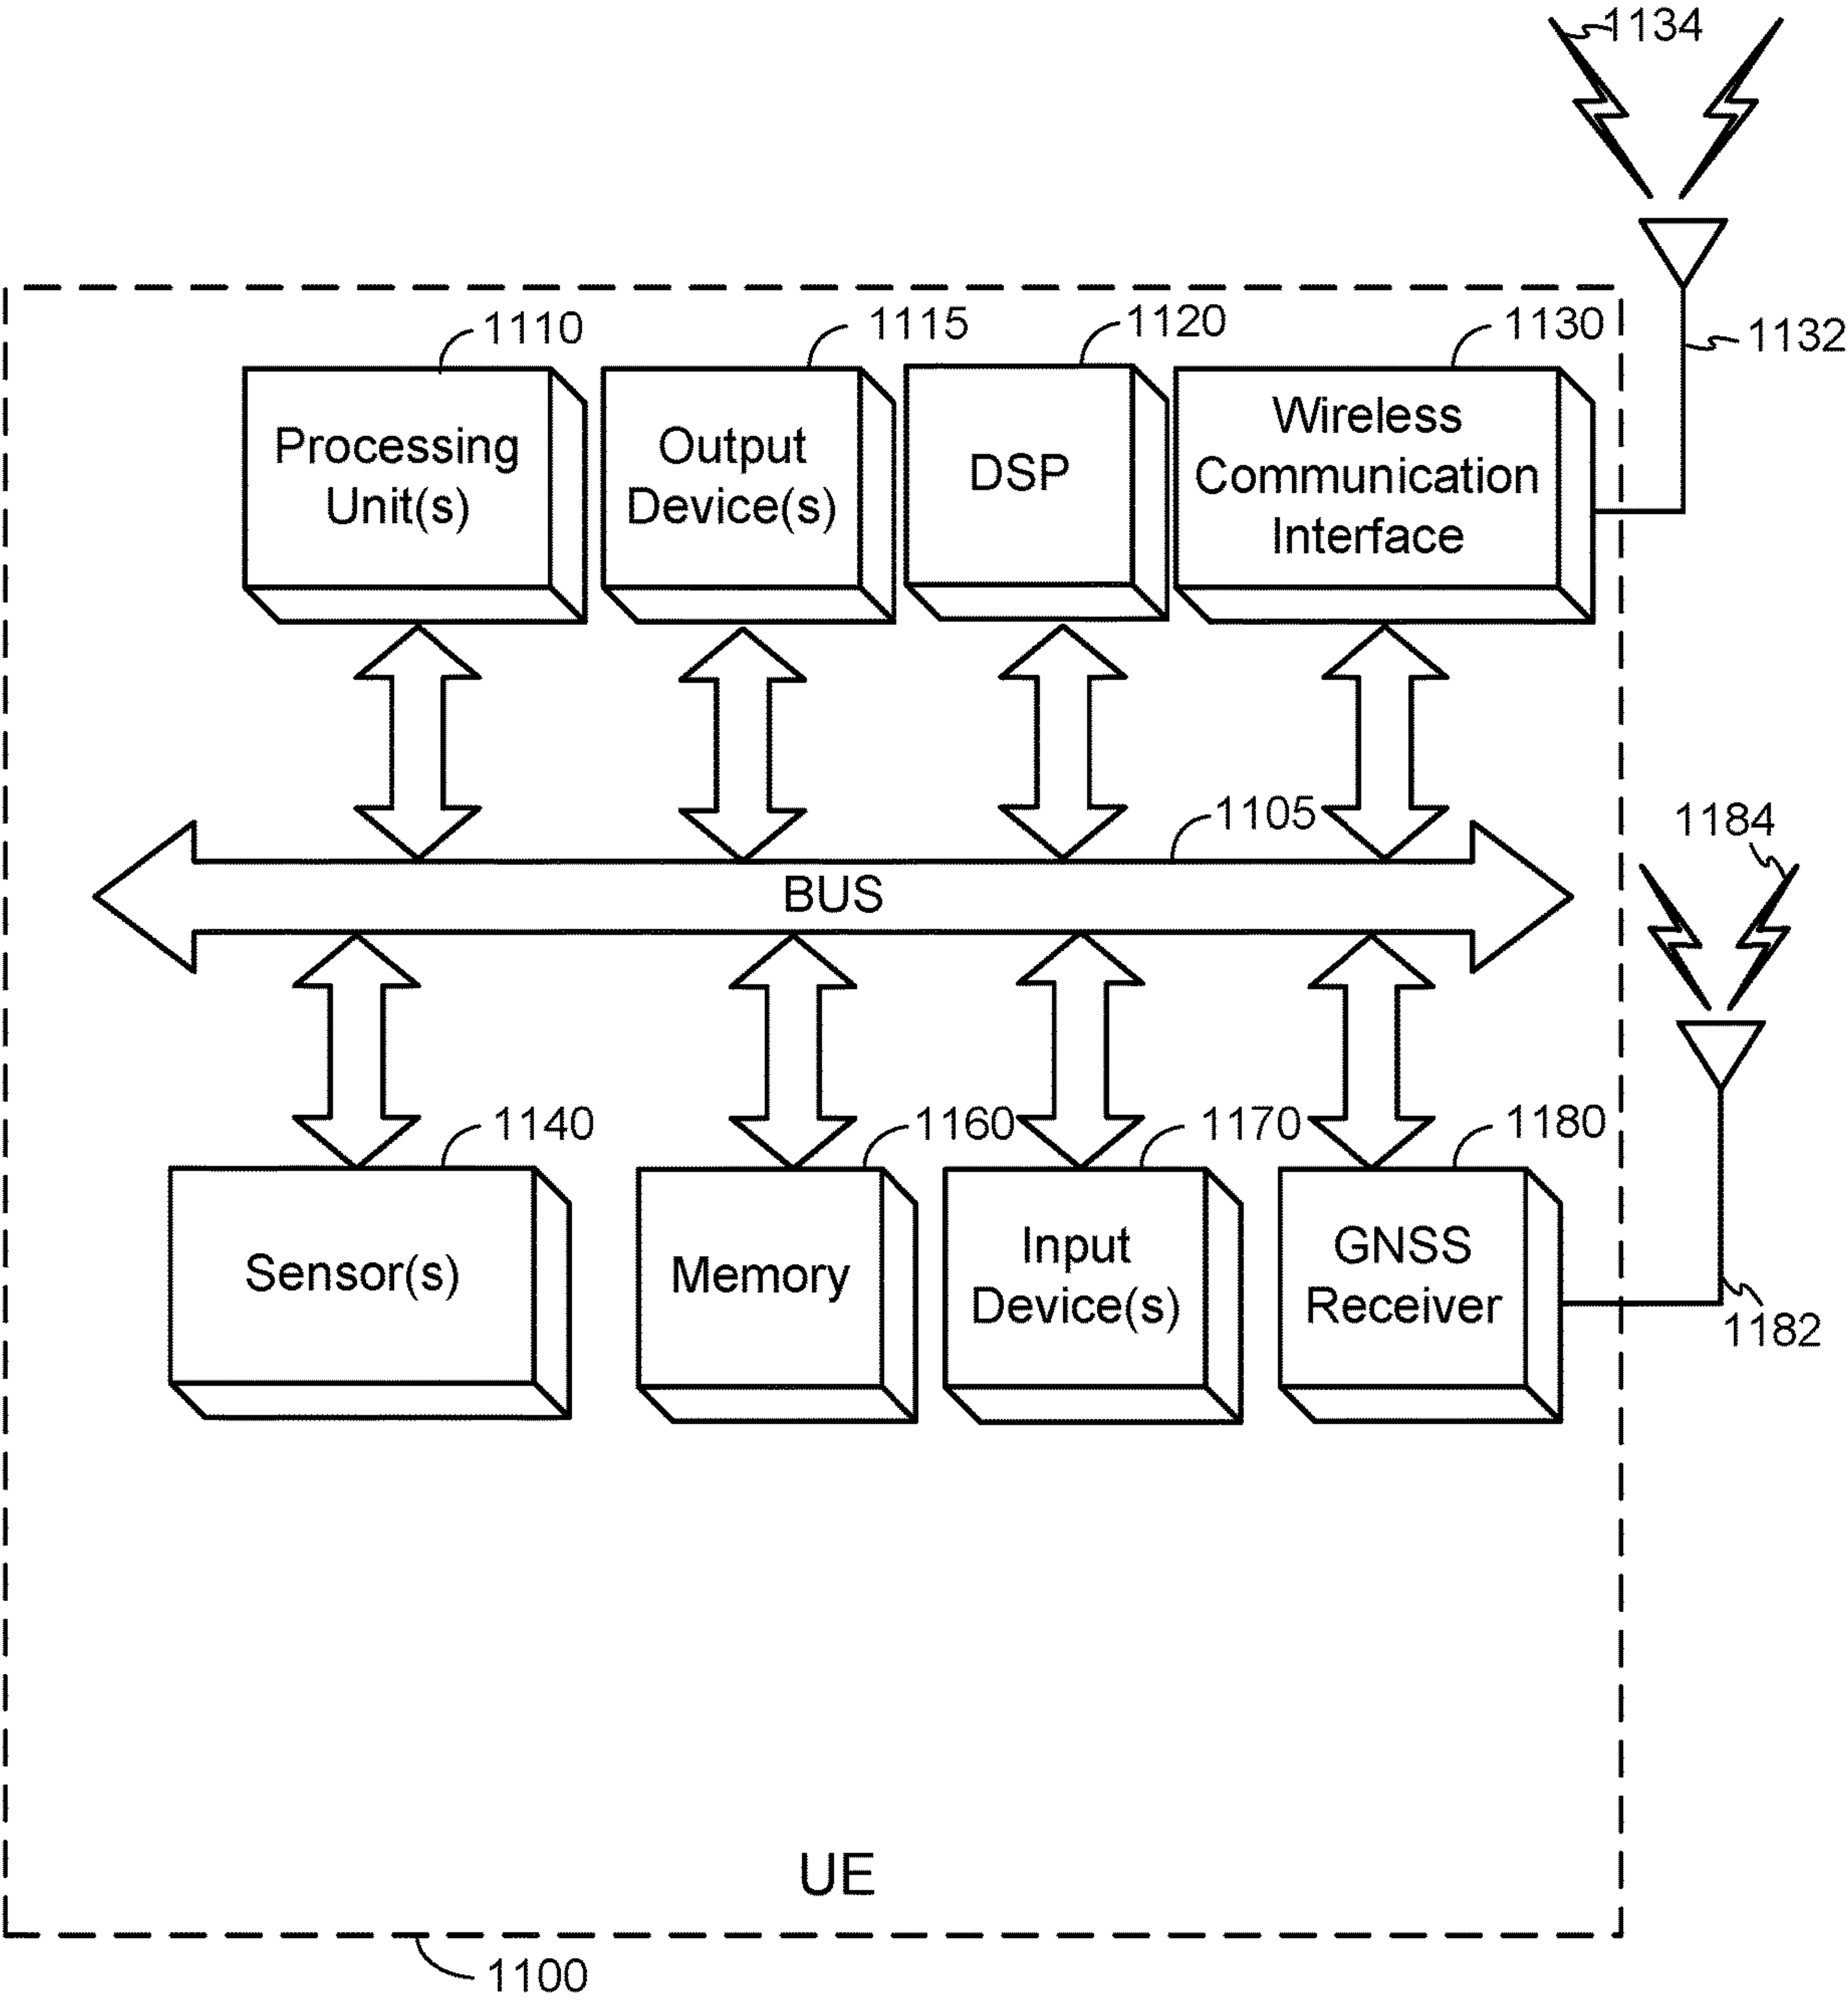 1134
1132
1110
1115
1120
1130
Processing
Unit(s)
Output
Device(s)
DSP
Wireless
Communication
Interface
1105
BUS
1184
1140
1160
1170
1180
Sensor(s)
Memory
Input
Device(s)
GNSS
Receiver
1182
UE
1100